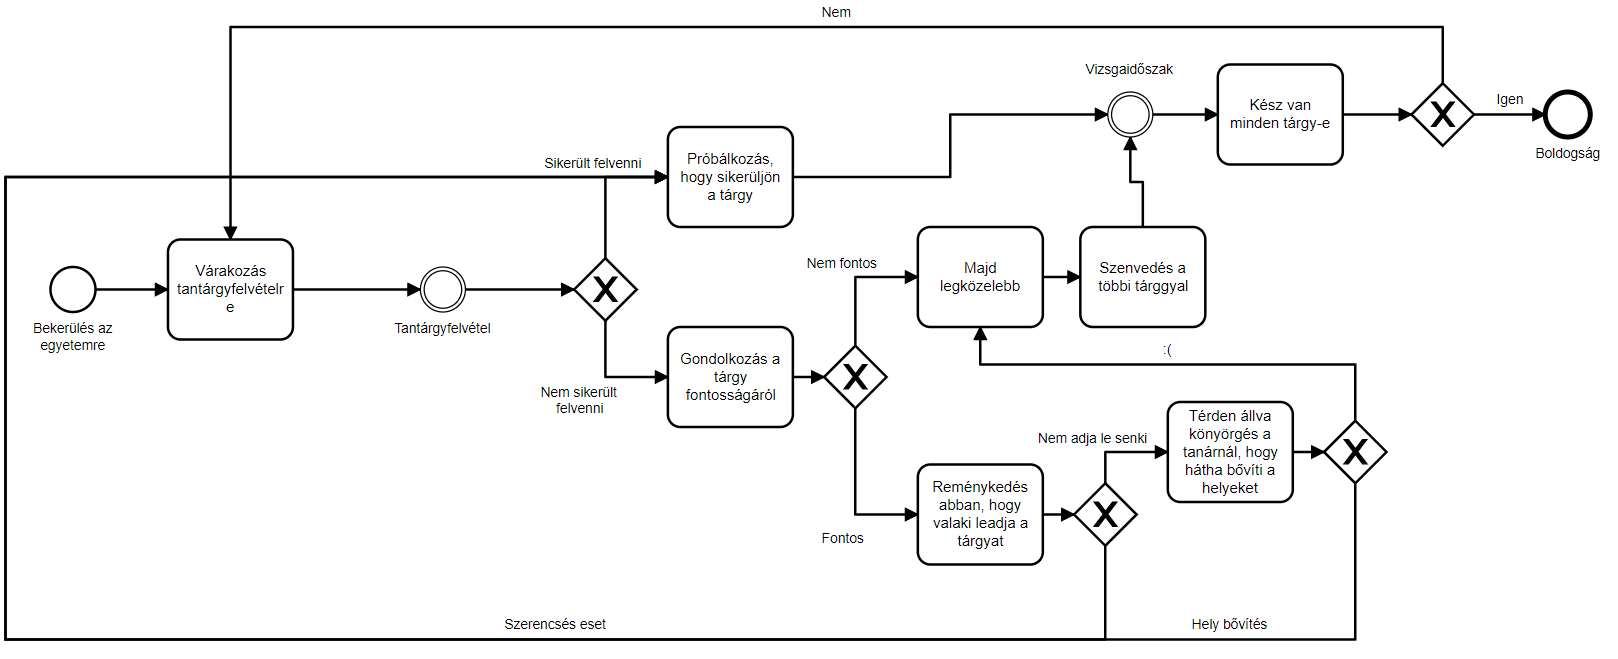 Nem
Vizsgaidőszak
Kész van
minden tárgy-e
Igen
Boldogság
Sikerült felvenni
Próbálkozás,
hogy sikerüljön
a tárgy
Várakozás
tantárgyfelvételr
e
Bekerülés az
egyetemre
Tantárgyfelvétel
Nem fontos
Majd
legközelebb
Szenvedés a
többi tárggyal
Nem sikerült
felvenni
Gondolkozás a
tárgy
fontosságáról
:(
Fontos
Reménykedés
abban, hogy
valaki leadja a
tárgyat
Nem adja le senki
Térden állva
könyörgés a
tanárnál, hogy
hátha bővíti a
helyeket
Szerencsés eset
Hely bővítés